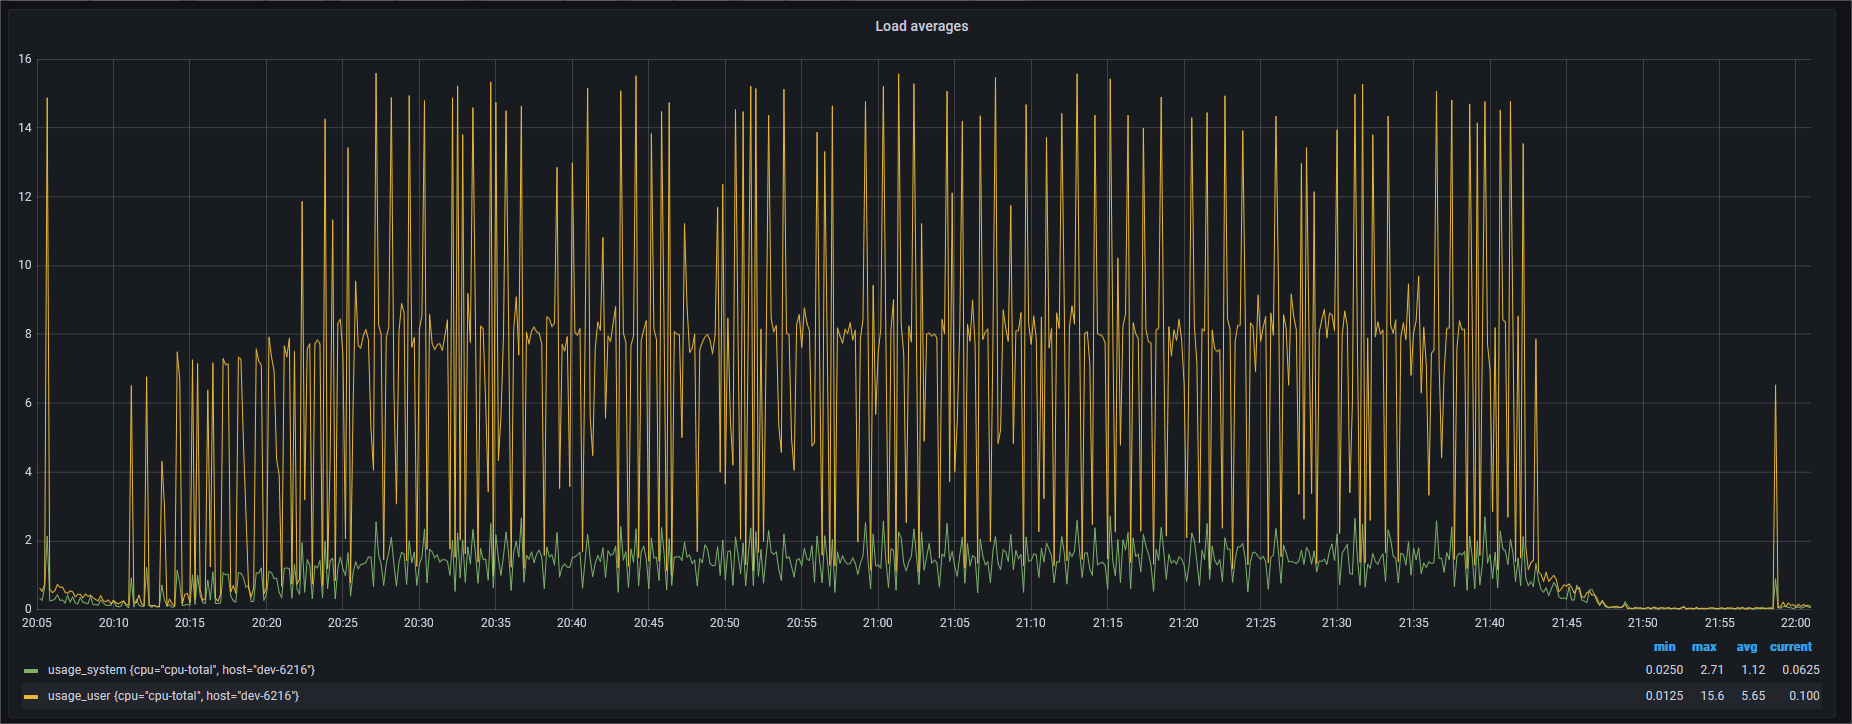 Load averages
16
14
12
10
8
6
4
2
0
20:05 20:10 20:15 20:20 20:25 20:30 20:35 20:40 20:45 20:50 20:55 21:00 21:05 21:10 21:15 21:20 21:25 21:30 21:35 21:40 21:45 21:50 21:55 22:00
min max avg current
usage_system {cpu="cpu-total", host="dev-6216"} 0.0250 2.71 1.12 0.0625
usage_user {cpu="cpu-total", host="dev-6216"} 0.0125 15.6 5.65 0.100